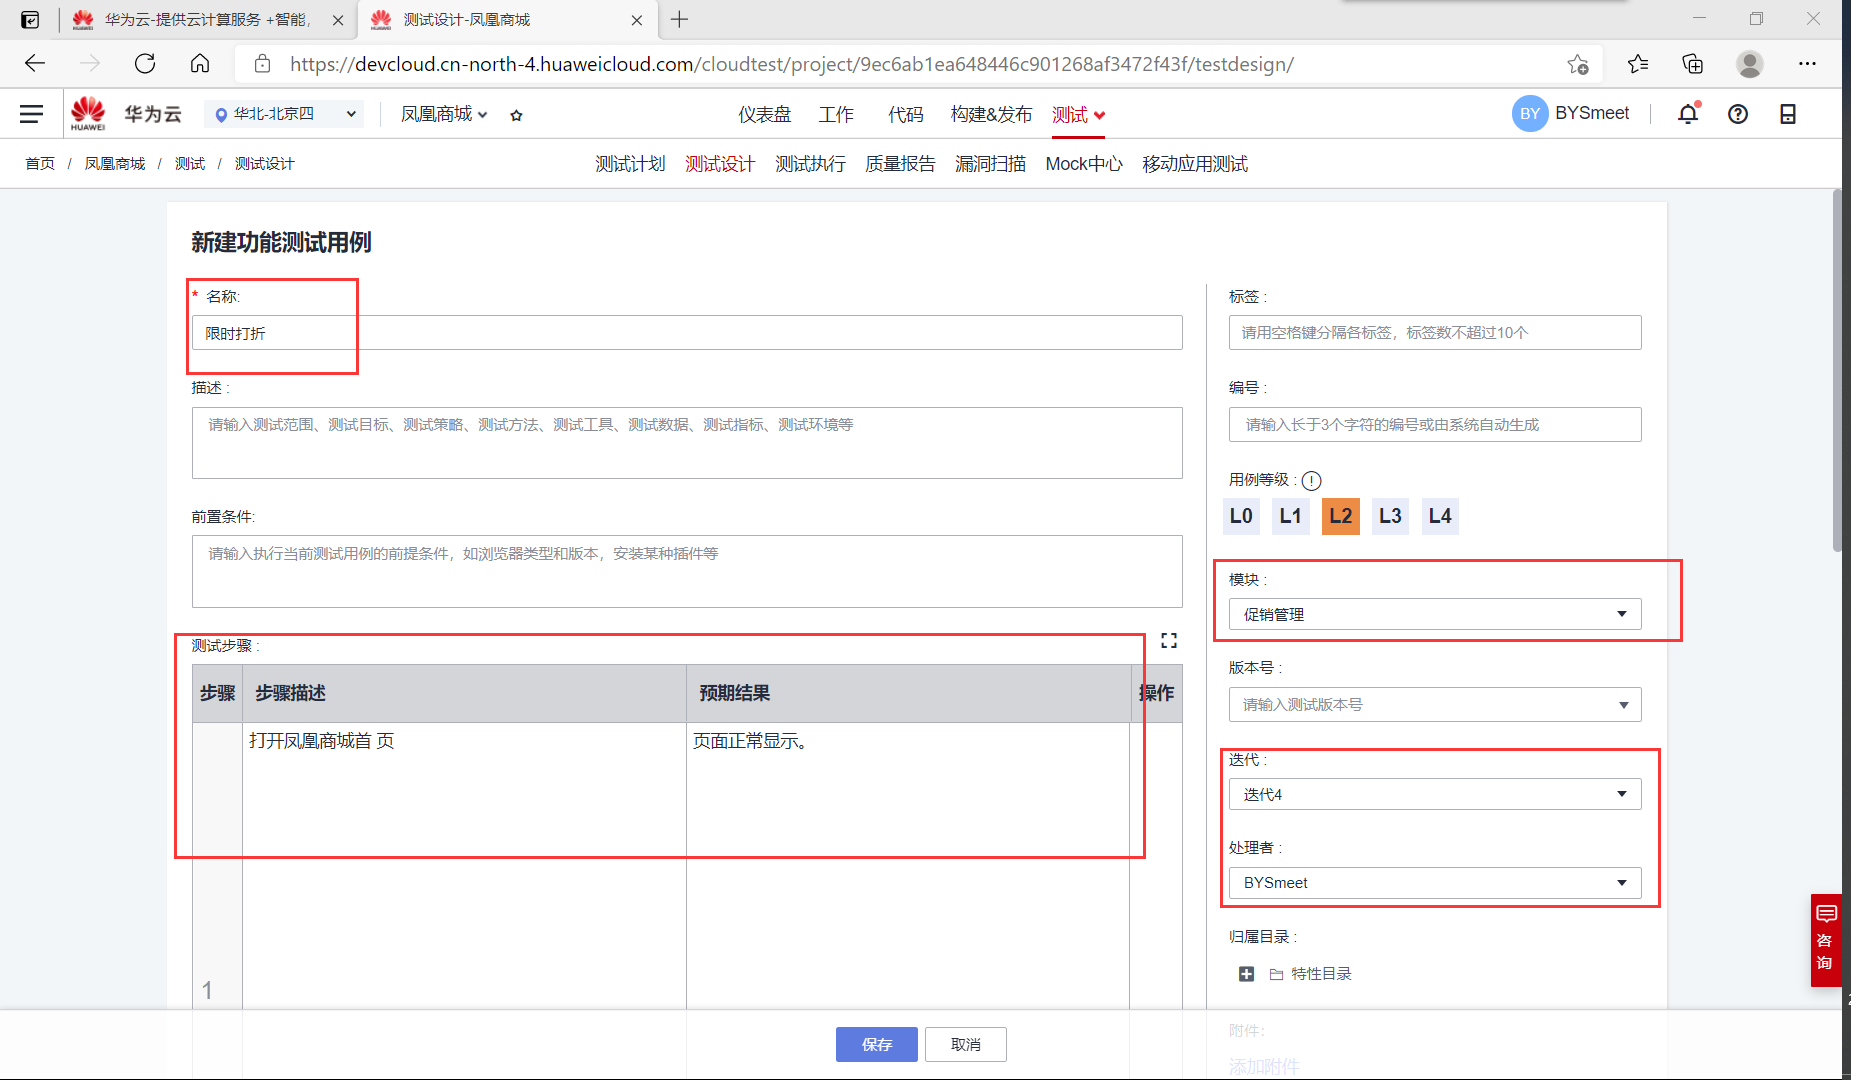 华为云-提供云计算服务 +智能,
测试设计-凤凰商城
https://devcloud.cn-north-4.huaweicloud.com/cloudtest/project/9ec6ab1ea648446c901268af3472f43f/testdesign/
HUAWEI 华为云 华北-北京四 凤凰商城 仪表盘 工作 代码 构建&发布 测试 BY BYSmeet
首页 / 凤凰商城 / 测试 / 测试设计 测试计划 测试设计 测试执行 质量报告 漏洞扫描 Mock中心 移动应用测试
新建功能测试用例
* 名称:
限时打折
描述 :
请输入测试范围、测试目标、测试策略、测试方法、测试工具、测试数据、测试指标、测试环境等
前置条件:
请输入执行当前测试用例的前提条件，如浏览器类型和版本，安装某种插件等
测试步骤 :
步骤 步骤描述 预期结果 操作
打开凤凰商城首 页 页面正常显示。
1
标签 :
请用空格键分隔各标签，标签数不超过10个
编号 :
请输入长于3个字符的编号或由系统自动生成
用例等级 :
L0 L1 L2 L3 L4
模块 :
促销管理
版本号 :
请输入测试版本号
迭代 :
迭代4
处理者 :
BYSmeet
归属目录 :
特性目录
附件:
添加附件
保存 取消
咨
询